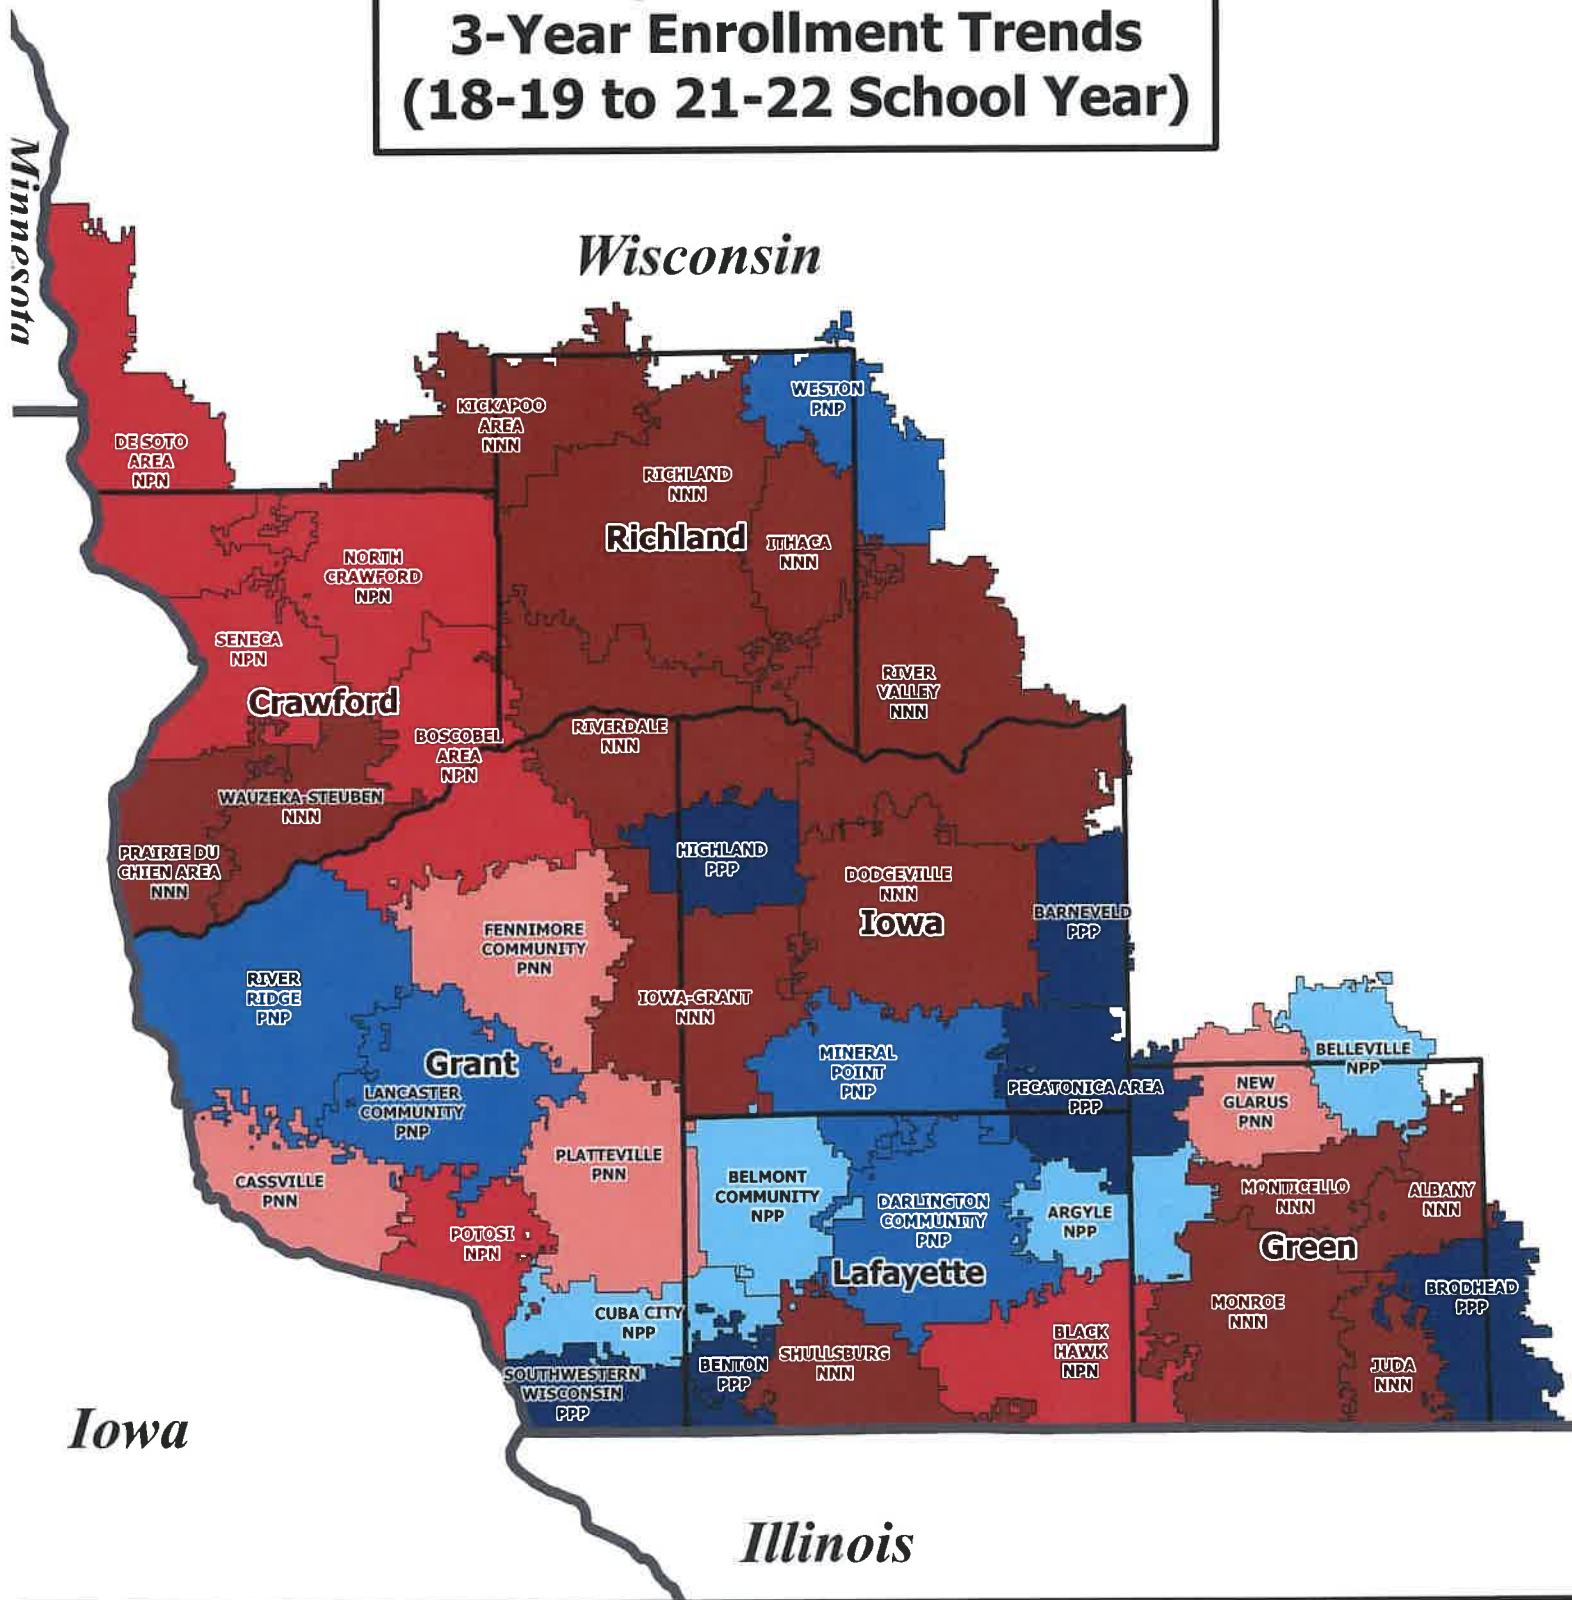 3-Year Enrollment Trends
(18-19 to 21-22 School Year)
Minnesota
Wisconsin
WESTON
PNP
KICKAPOO
AREA
NNN
DE SOTO
AREA
NPN
RICHLAND
NNN
Richland
ITHACA
NNN
NORTH
CRAWFORD
NPN
SENECA
NPN
Crawford
RIVER
VALLEY
NNN
RIVERDALE
NNN
BOSCOBEL
AREA
NPN
WAUZEKA-STEUBEN
NNN
PRAIRIE DU
CHIEN AREA
NNN
HIGHLAND
PPP
DODGEVILLE
NNN
Iowa
BARNEVELD
PPP
FENNIMORE
COMMUNITY
PNN
RIVER
RIDGE
PNP
IOWA-GRANT
NNN
Grant
LANCASTER
COMMUNITY
PNP
MINERAL
POINT
PNP
PECATONICA AREA
PPP
BELLEVILLE
NPP
NEW
GLARUS
PNN
PLATTEVILLE
PNN
CASSVILLE
PNN
BELMONT
COMMUNITY
NPP
DARLINGTON
COMMUNITY
PNP
ARGYLE
NPP
MONTICELLO
NNN
ALBANY
NNN
POTOSI
NPN
Lafayette
Green
CUBA CITY
NPP
BRODHEAD
PPP
MONROE
NNN
BLACK
HAWK
NPN
SHULLSBURG
NNN
BENTON
PPP
SOUTHWESTERN
WISCONSIN
PPP
JUDA
NNN
Iowa
Illinois